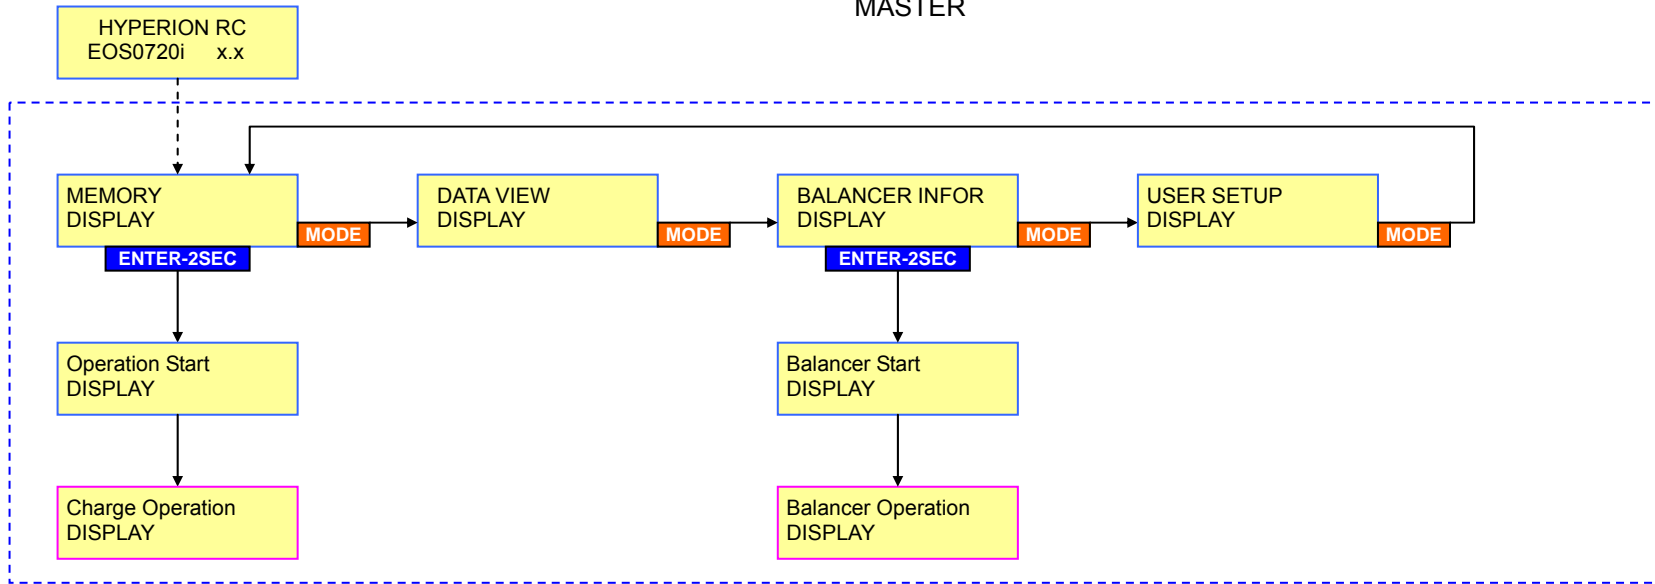 MASTER
HYPERION RC
EOS0720i x.x
MEMORY
DISPLAY
MODE
ENTER-2SEC
DATA VIEW
DISPLAY
MODE
BALANCER INFOR
DISPLAY
MODE
ENTER-2SEC
USER SETUP
DISPLAY
MODE
Operation Start
DISPLAY
Balancer Start
DISPLAY
Charge Operation
DISPLAY
Balancer Operation
DISPLAY